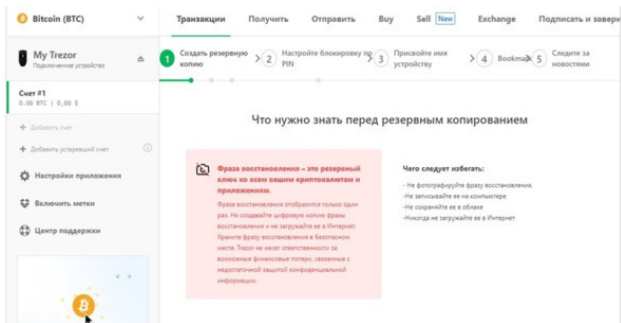 Bitcoin (BTC)
Транзакции Получить Отправить Buy Sell New Exchange Подписать и завери
My Trezor
Подключенное устройство
1 Создать резервную копию
2 Настройте блокировку пр PIN
3 Присвойте имя устройству
4 Bookmark
5 Следите за новостями
Счет #1
0.00 BTC | 0,00 $
Добавить счет
Добавить устаревший счет
Настройки приложения
Включить метки
Центр поддержки
Что нужно знать перед резервным копированием
Фраза восстановления – это резервный
ключ ко всем вашим криптовалютам и
приложениям.
Фраза восстановления отобразится только один
раз. Не создавайте цифровую копию фразы
восстановления и не загружайте ее в Интернет.
Храните фразу восстановления в безопасном
месте. Trezor не несет ответственности за
возможные финансовые потери, связанные с
недостаточной защитой конфиденциальной
информации.
Чего следует избегать:
- Не фотографируйте фразу восстановления.
-Не записывайте ее на компьютере
-Не сохраняйте ее в облаке
-Никогда не загружайте ее в Интернет